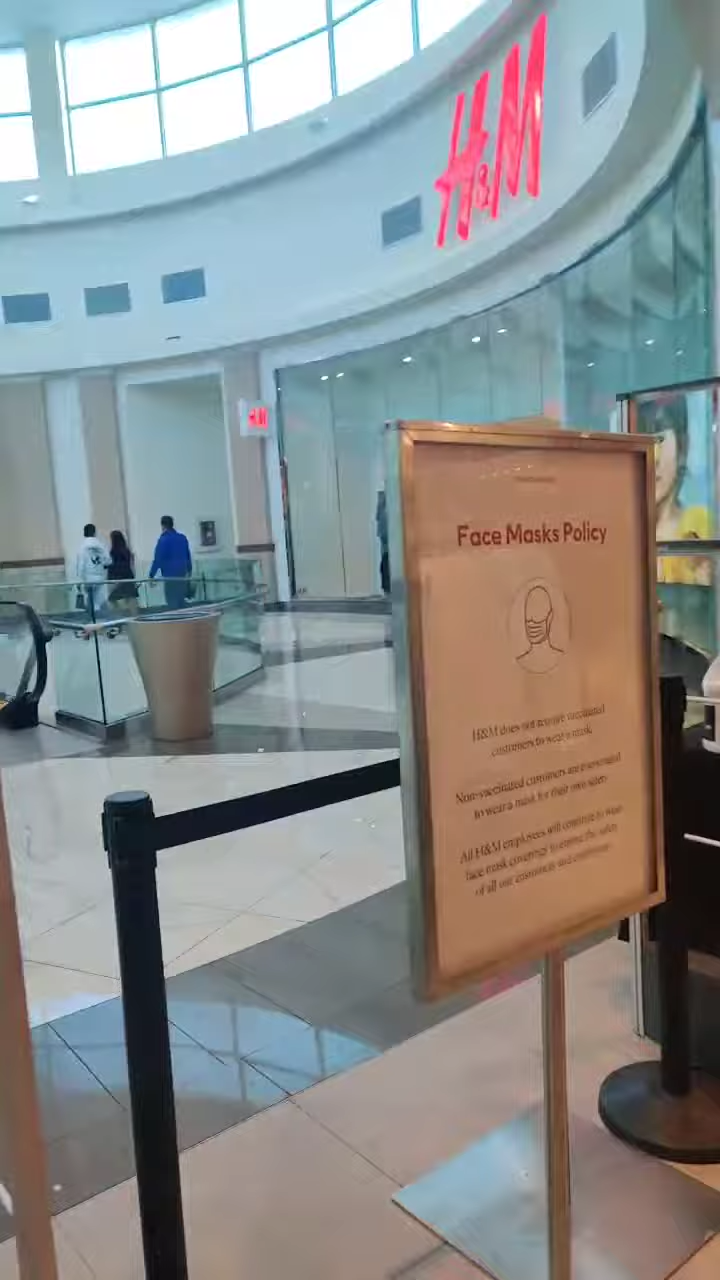 H&M
H&M
Face Masks Policy
H&M does not require vaccinated
customers to wear a mask.
Non-vaccinated customers are encouraged
to wear a mask for their own safety.
All H&M employees will continue to wear
face mask coverings to ensure the safety
of all our customers and